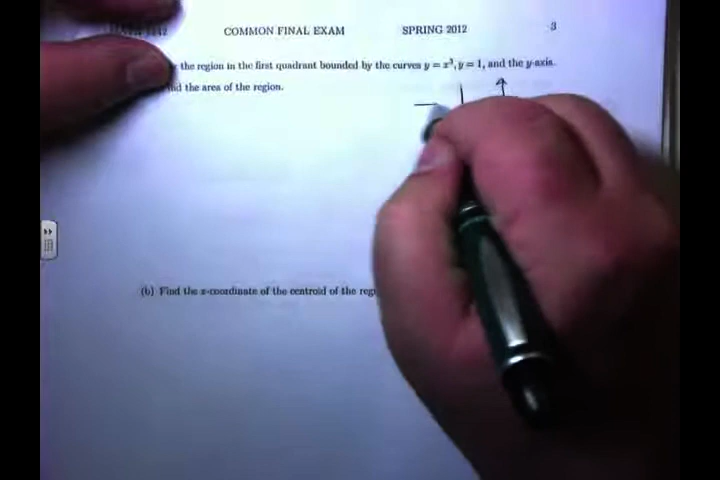 COMMON FINAL EXAM SPRING 2012 3
the region in the first quadrant bounded by the curves y = x³, y = 1, and the y-axis.
the area of the region.
(b) Find the x-coordinate of the centroid of the